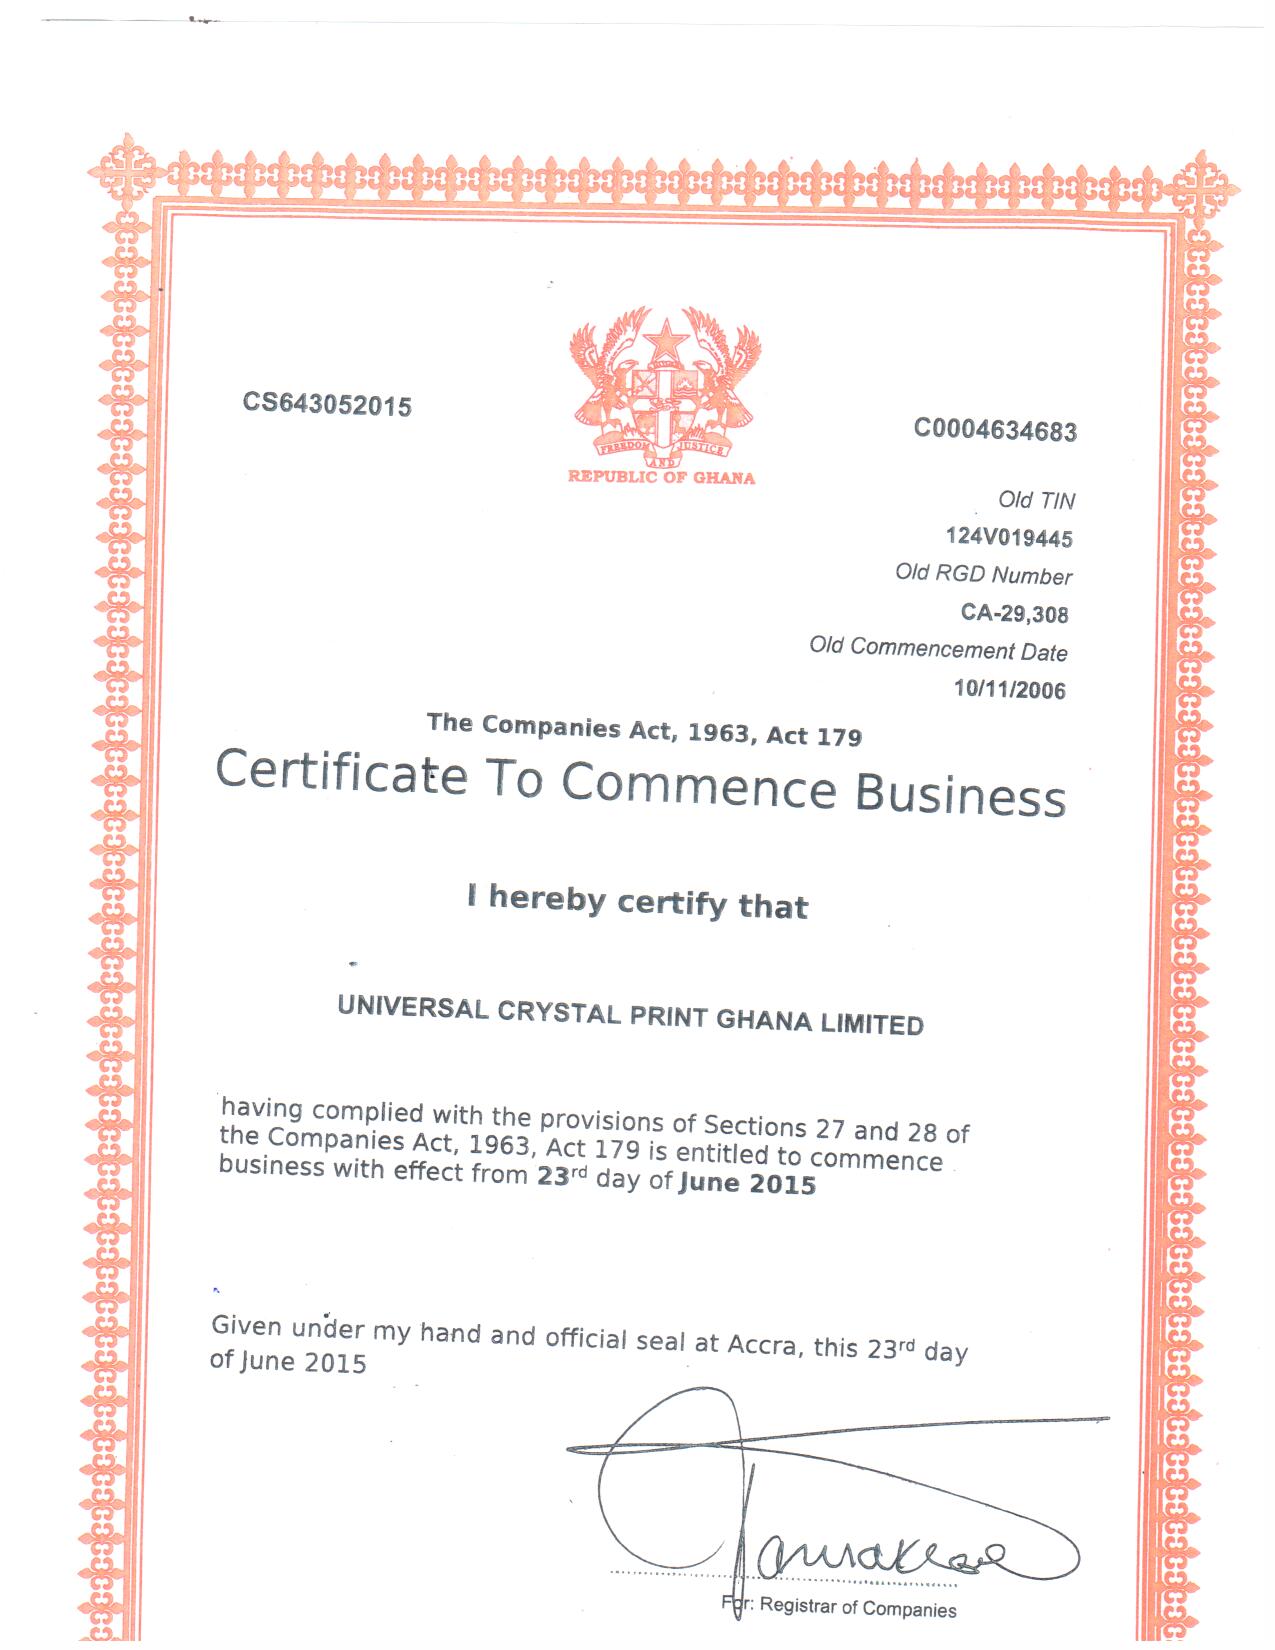 CS643052015
FREEDOM AND JUSTICE
REPUBLIC OF GHANA
C0004634683
Old TIN
124V019445
Old RGD Number
CA-29,308
Old Commencement Date
10/11/2006
The Companies Act, 1963, Act 179
Certificate To Commence Business
I hereby certify that
UNIVERSAL CRYSTAL PRINT GHANA LIMITED
having complied with the provisions of Sections 27 and 28 of
the Companies Act, 1963, Act 179 is entitled to commence
business with effect from 23rd day of June 2015
Given under my hand and official seal at Accra, this 23rd day
of June 2015
For: Registrar of Companies